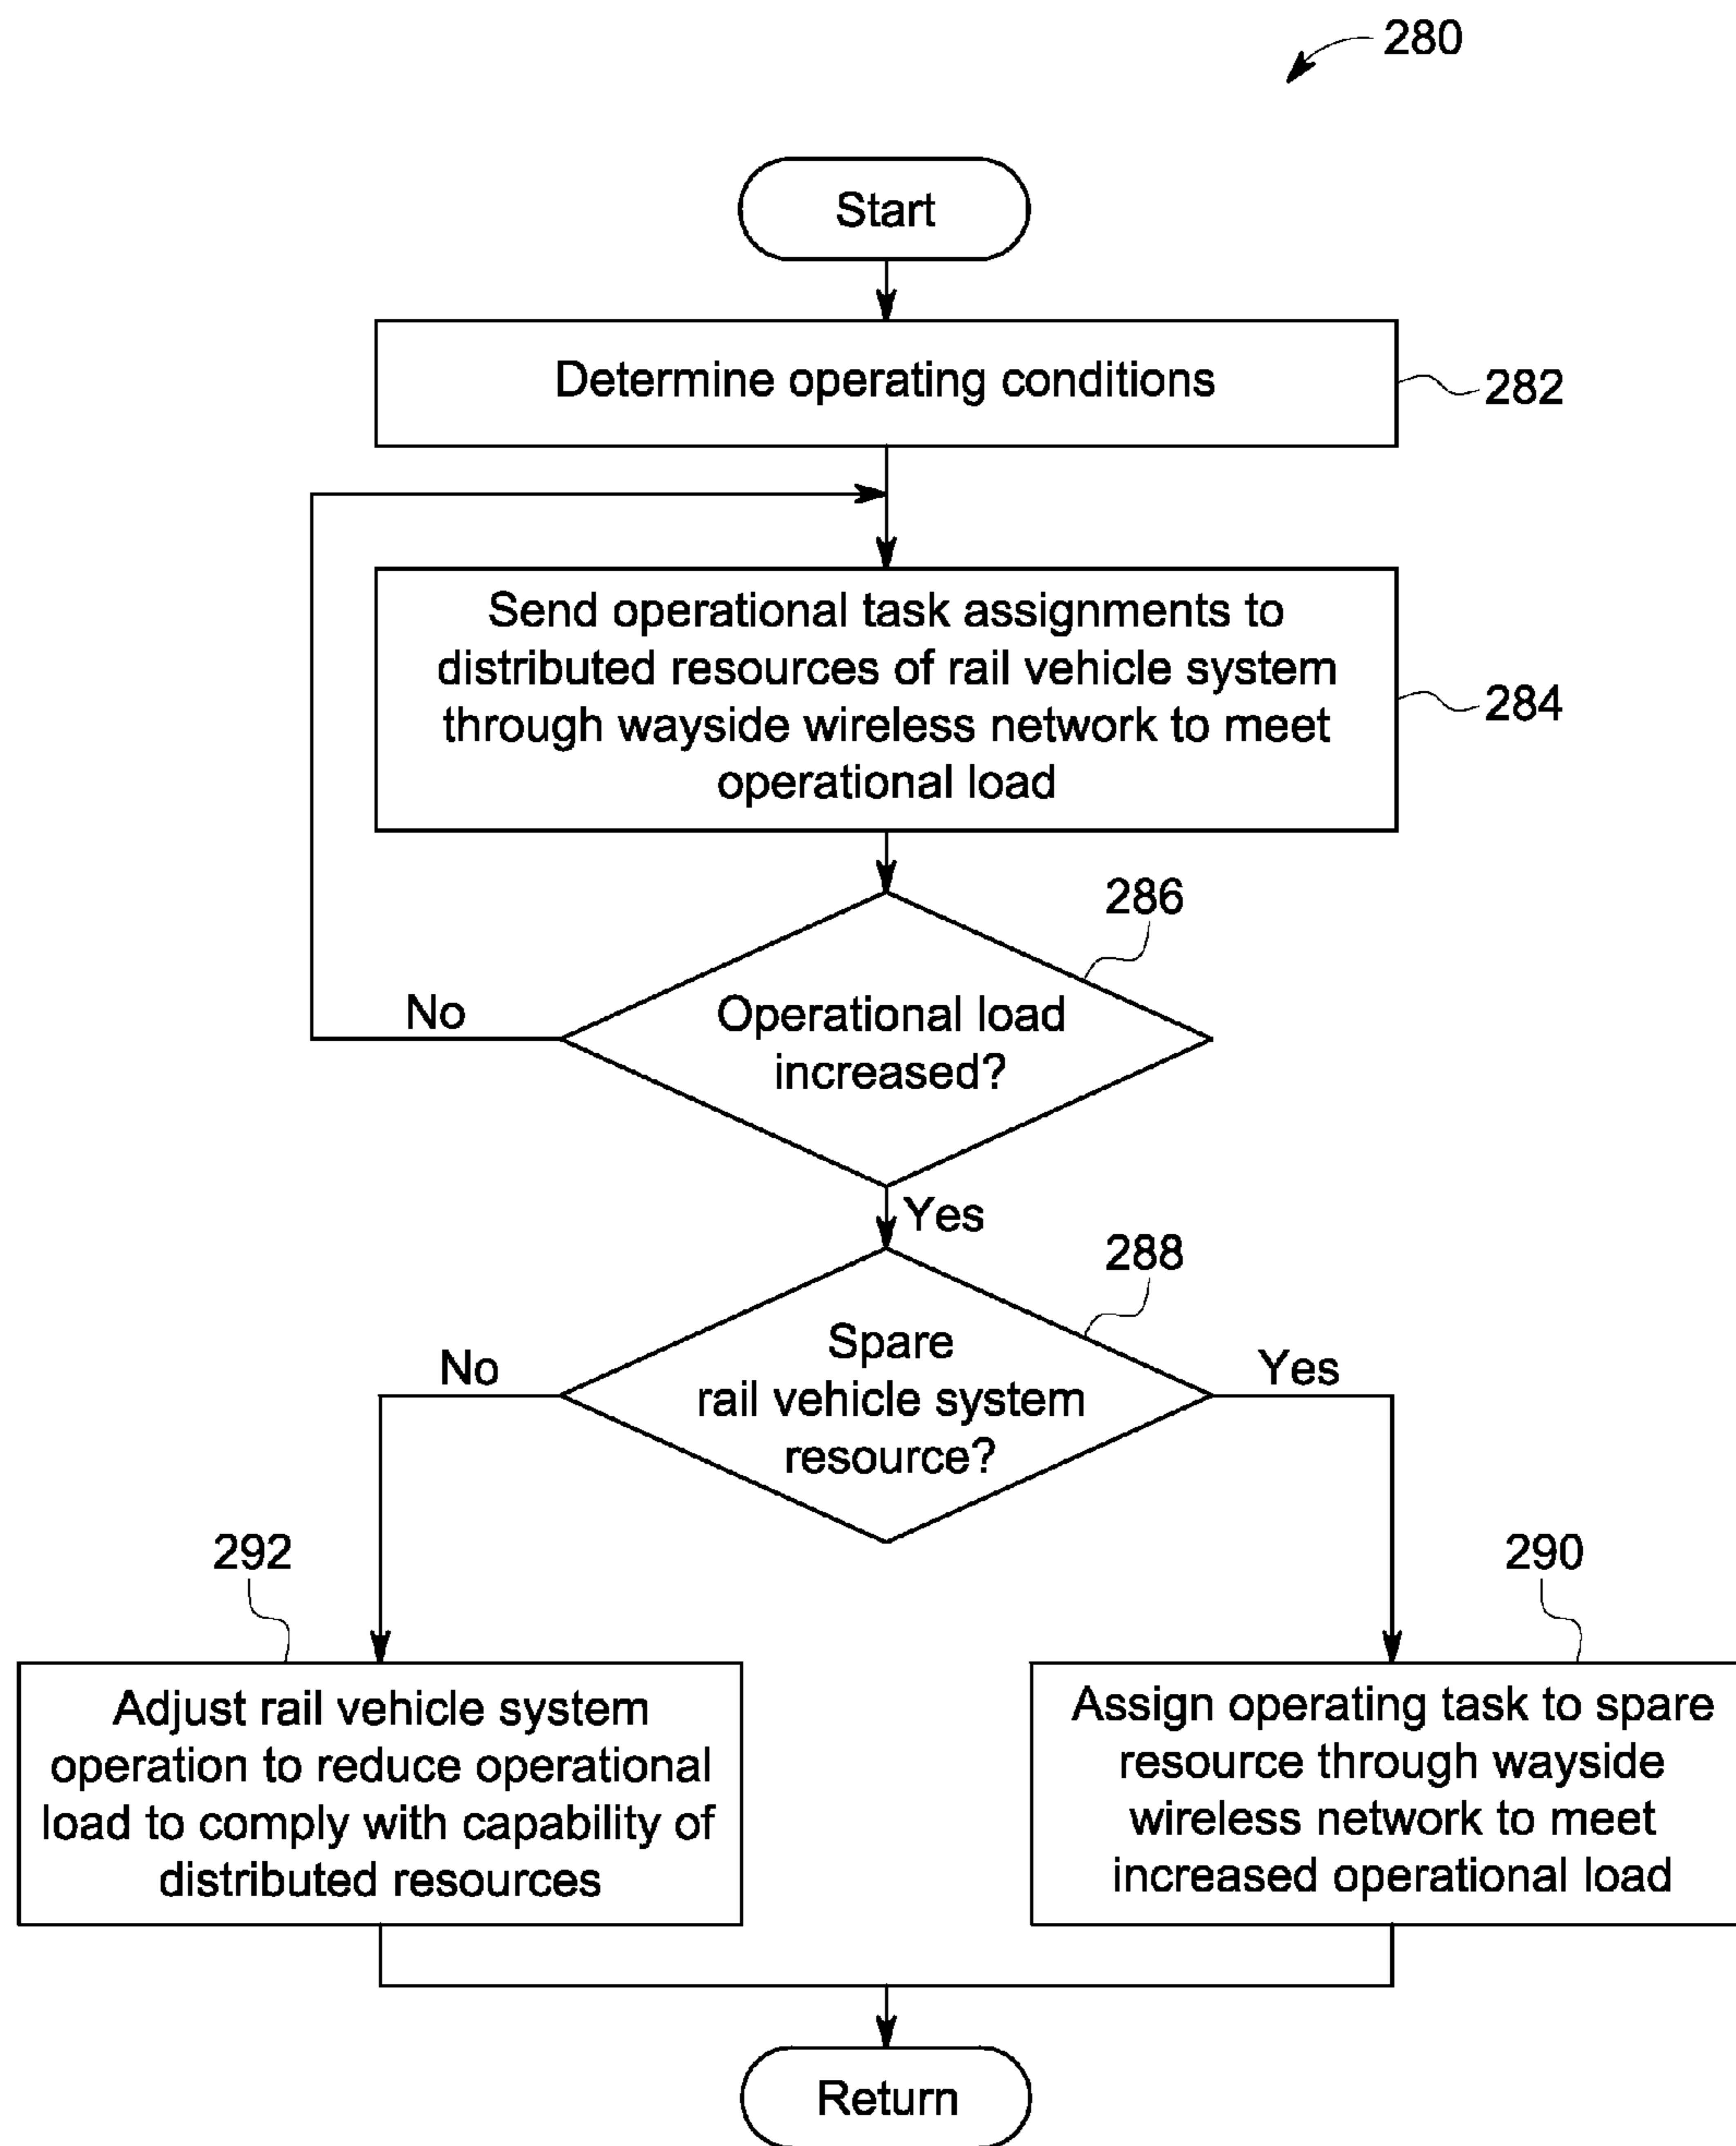 280
Start
Determine operating conditions
282
Send operational task assignments to
distributed resources of rail vehicle system
through wayside wireless network to meet
operational load
284
286
Operational load
increased?
No
Yes
288
Spare
rail vehicle system
resource?
No
Yes
292
290
Adjust rail vehicle system
operation to reduce operational
load to comply with capability of
distributed resources
Assign operating task to spare
resource through wayside
wireless network to meet
increased operational load
Return